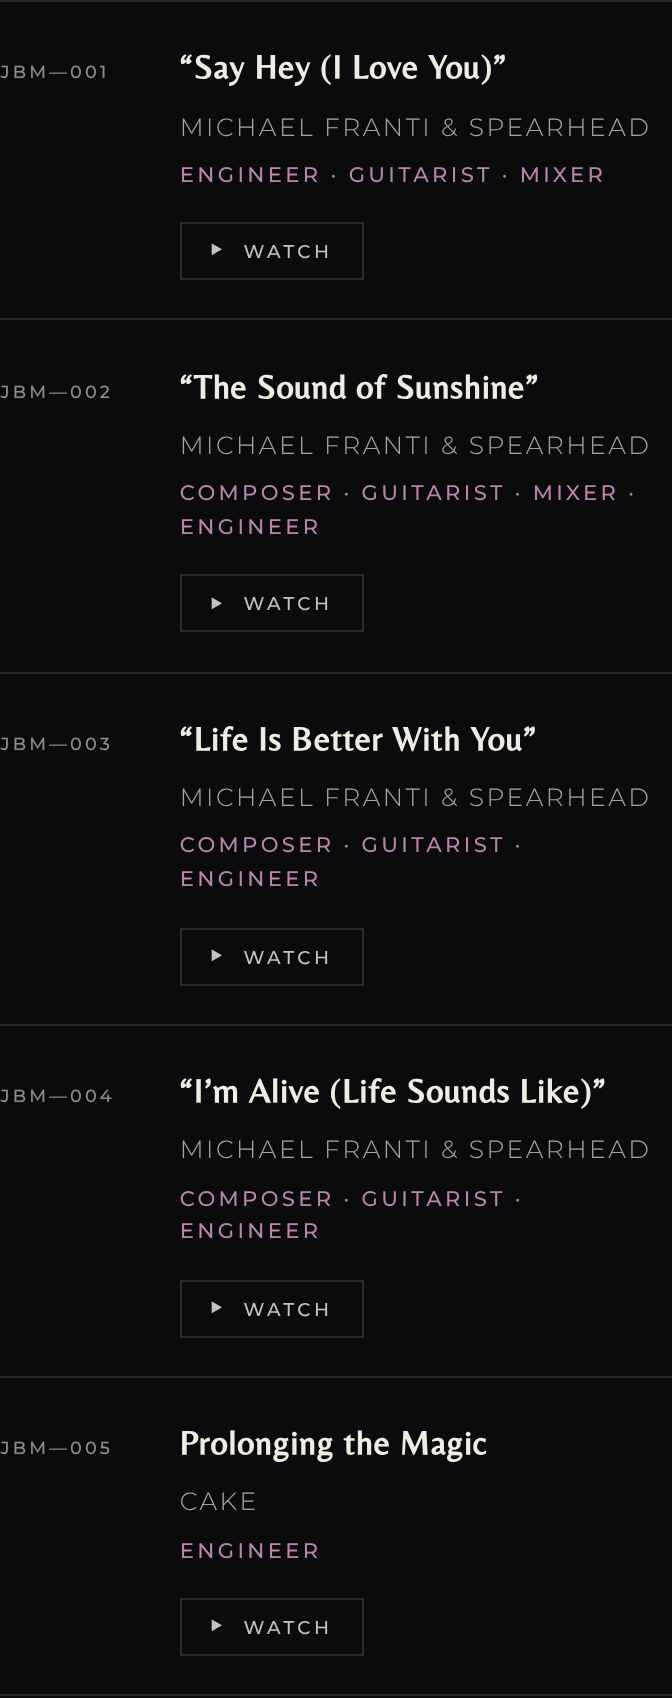 JBM—001
“Say Hey (I Love You)”
MICHAEL FRANTI & SPEARHEAD
ENGINEER · GUITARIST · MIXER
▶ WATCH
JBM—002
“The Sound of Sunshine”
MICHAEL FRANTI & SPEARHEAD
COMPOSER · GUITARIST · MIXER ·
ENGINEER
▶ WATCH
JBM—003
“Life Is Better With You”
MICHAEL FRANTI & SPEARHEAD
COMPOSER · GUITARIST ·
ENGINEER
▶ WATCH
JBM—004
“I’m Alive (Life Sounds Like)”
MICHAEL FRANTI & SPEARHEAD
COMPOSER · GUITARIST ·
ENGINEER
▶ WATCH
JBM—005
Prolonging the Magic
CAKE
ENGINEER
▶ WATCH